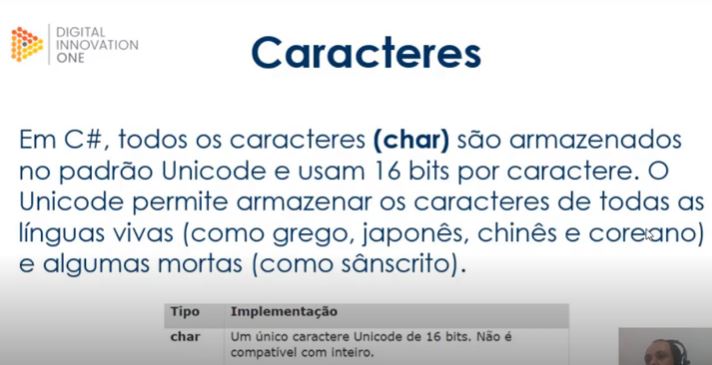 DIGITAL
INNOVATION
ONE
Caracteres
Em C#, todos os caracteres (char) são armazenados
no padrão Unicode e usam 16 bits por caractere. O
Unicode permite armazenar os caracteres de todas as
línguas vivas (como grego, japonês, chinês e coreano)
e algumas mortas (como sânscrito).
Tipo Implementação
char Um único caractere Unicode de 16 bits. Não é
compatível com inteiro.